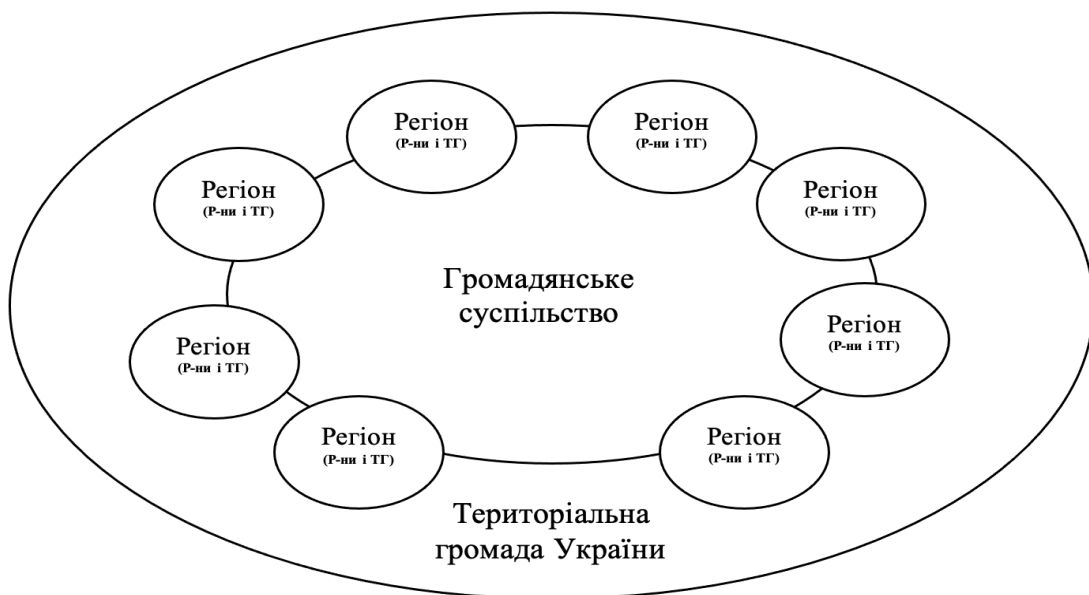 Регіон
(Р-ни і ТГ)
Регіон
(Р-ни і ТГ)
Регіон
(Р-ни і ТГ)
Регіон
(Р-ни і ТГ)
Громадянське
суспільство
Регіон
(Р-ни і ТГ)
Регіон
(Р-ни і ТГ)
Регіон
(Р-ни і ТГ)
Регіон
(Р-ни і ТГ)
Територіальна
громада України